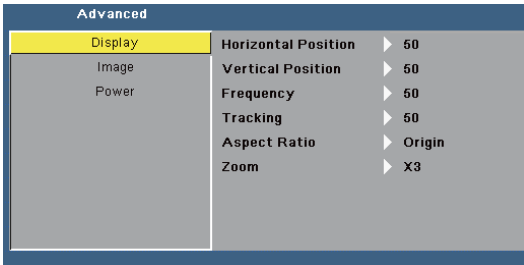 Advanced
Display
Image
Power
Horizontal Position 50
Vertical Position 50
Frequency 50
Tracking 50
Aspect Ratio Origin
Zoom X3